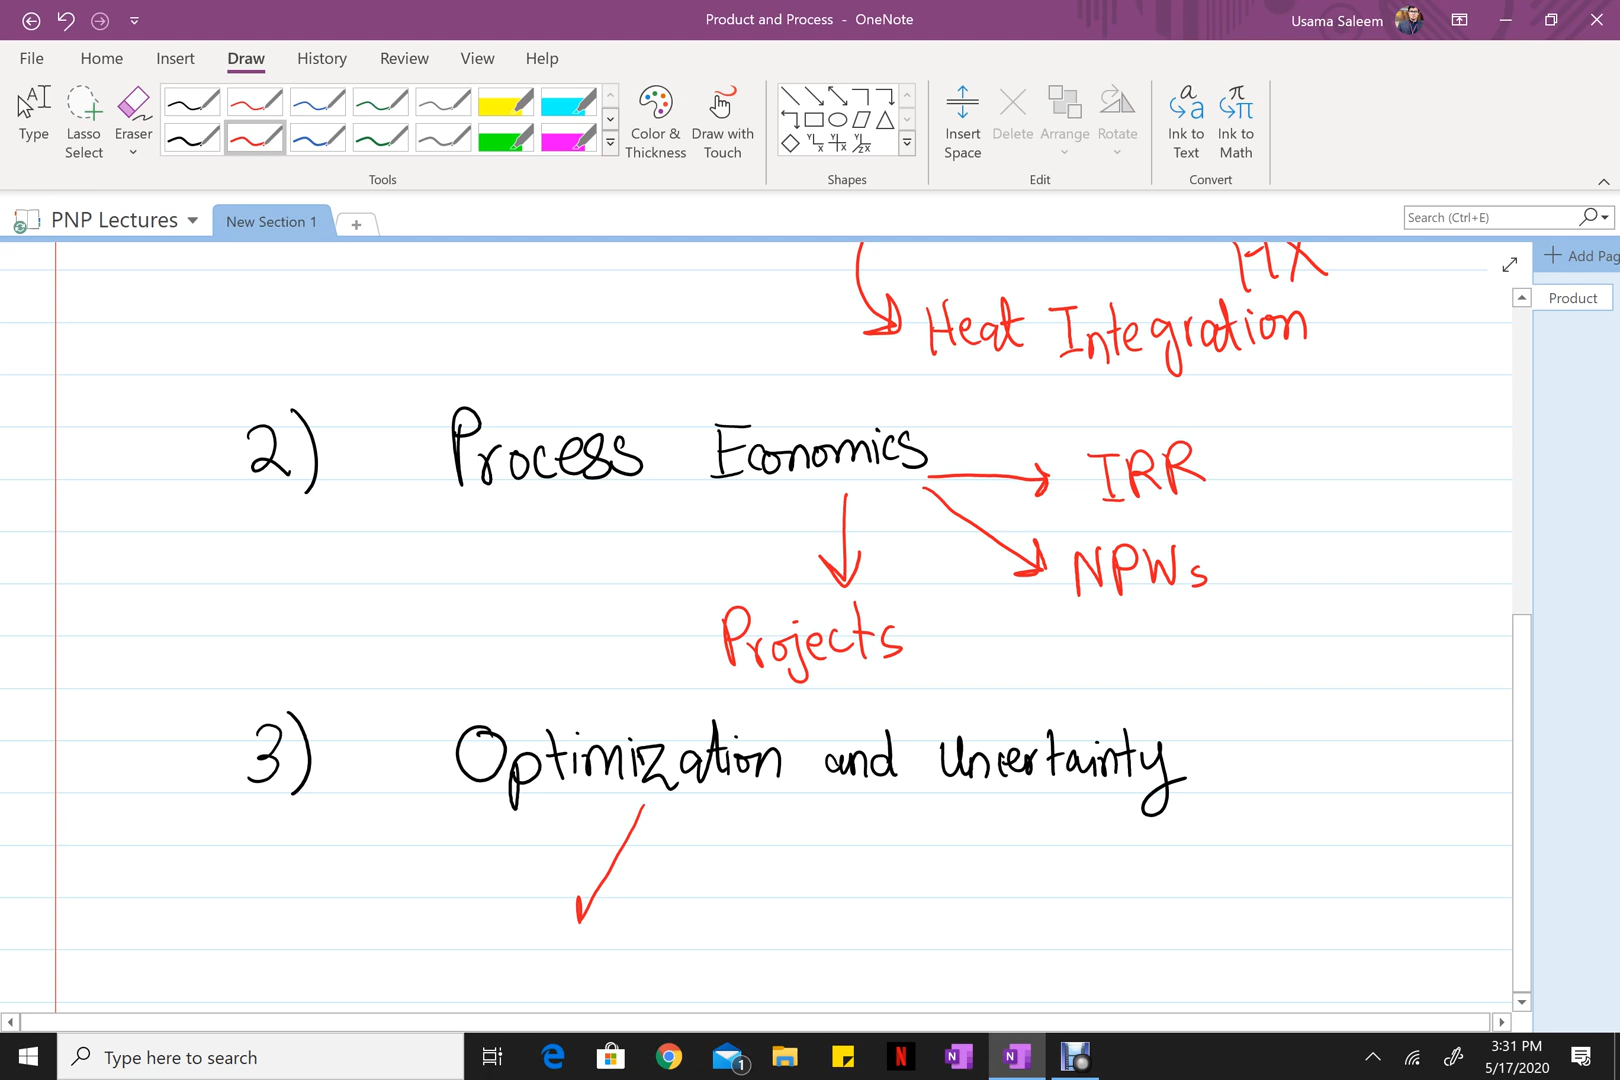 Product and Process - OneNote
Usama Saleem
File Home Insert Draw History Review View Help
Type
Lasso Select
Eraser
Color & Thickness
Draw with Touch
Insert Space
Delete
Arrange
Rotate
a
a
Ink to Text
π
π
Ink to Math
Tools
Shapes
Edit
Convert
PNP Lectures
New Section 1
Search (Ctrl+E)
Add Pag
Product
HX
Heat Integration
2) Process Economics
IRR
NPWs
Projects
3) Optimization and Uncertainty
Type here to search
1
3:31 PM
5/17/2020